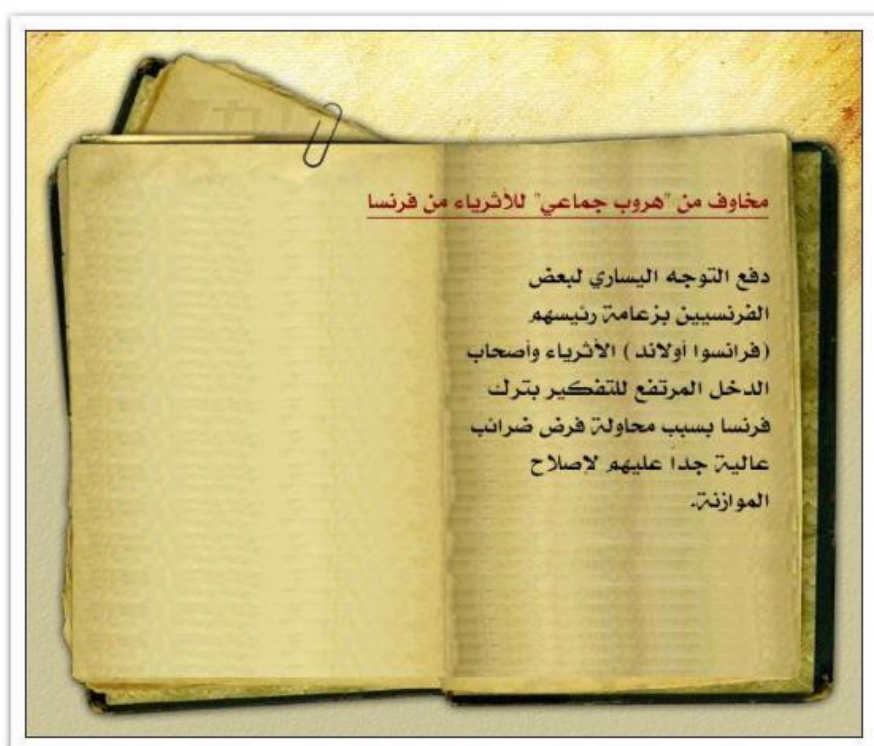 مخاوف من "هروب جماعي" للأثرياء من فرنسا
دفع التوجه اليساري لبعض
الفرنسيين بزعامة رئيسهم
(فرانسوا أولاند) الأثرياء وأصحاب
الدخل المرتفع للتفكير بترك
فرنسا بسبب محاولة فرض ضرائب
عالية جداً عليهم لإصلاح
الموازنة.